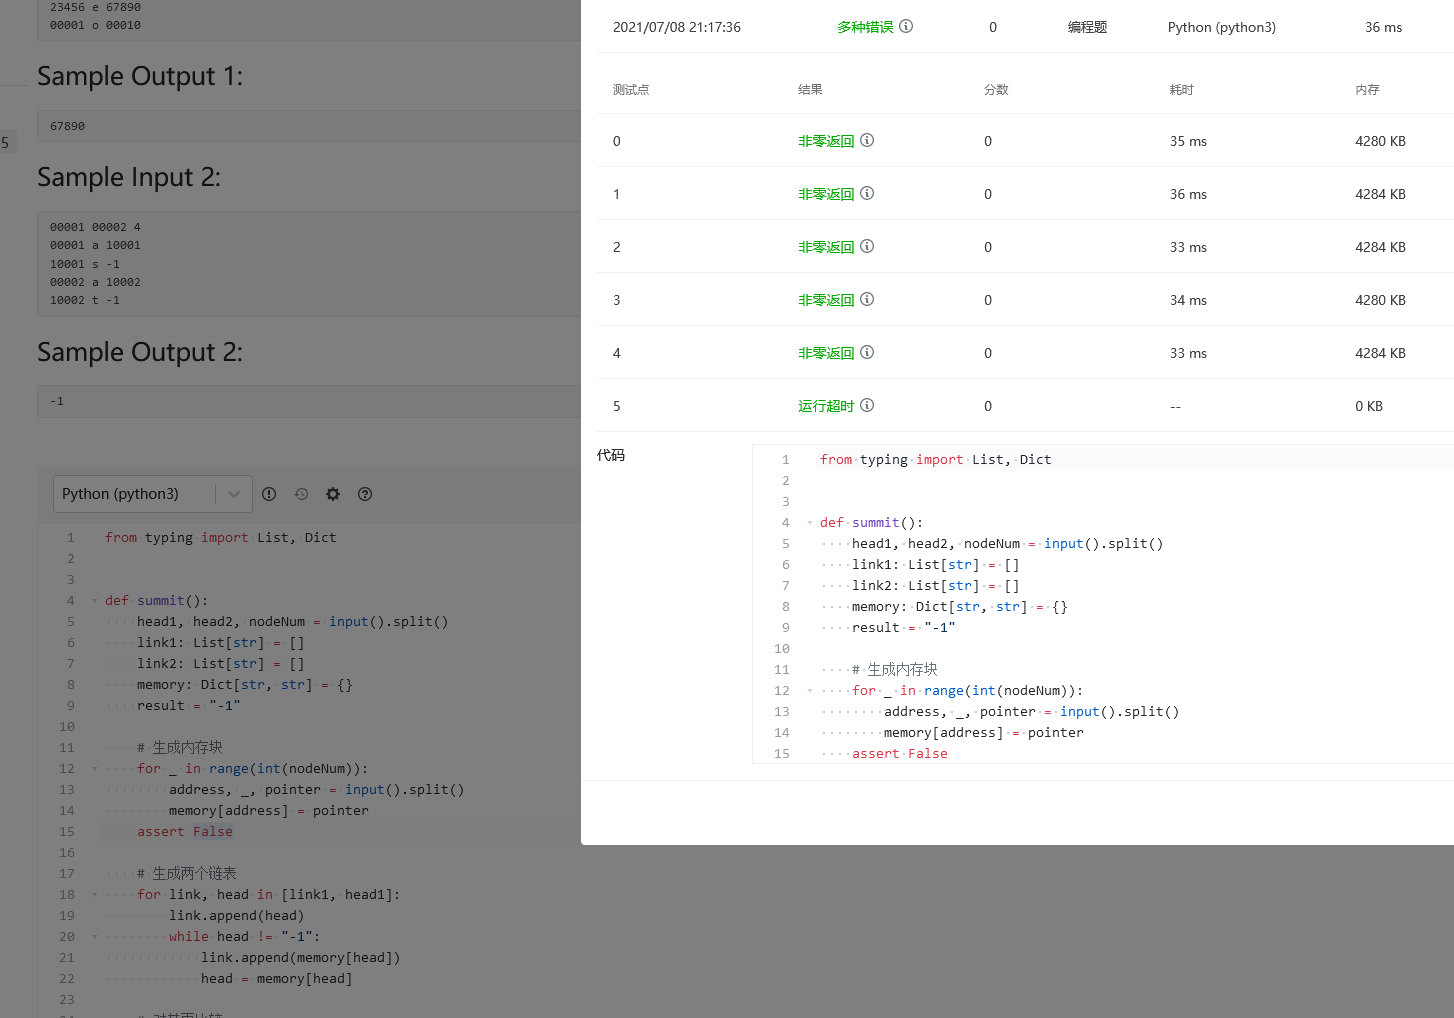 23456 e 67890
00001 o 00010
Sample Output 1:
67890
5
Sample Input 2:
00001 00002 4
00001 a 10001
10001 s -1
00002 a 10002
10002 t -1
Sample Output 2:
-1
Python (python3)
1 from typing import List, Dict
2
3
4 def summit():
5 head1, head2, nodeNum = input().split()
6 link1: List[str] = []
7 link2: List[str] = []
8 memory: Dict[str, str] = {}
9 result = "-1"
10
11 # 生成内存块
12 for _ in range(int(nodeNum)):
13 address, _, pointer = input().split()
14 memory[address] = pointer
15 assert False
16
17 # 生成两个链表
18 for link, head in [link1, head1]:
19 link.append(head)
20 while head != "-1":
21 link.append(memory[head])
22 head = memory[head]
23
2021/07/08 21:17:36 多种错误 0 编程题 Python (python3) 36 ms
测试点 结果 分数 耗时 内存
0 非零返回 0 35 ms 4280 KB
1 非零返回 0 36 ms 4284 KB
2 非零返回 0 33 ms 4284 KB
3 非零返回 0 34 ms 4280 KB
4 非零返回 0 33 ms 4284 KB
5 运行超时 0 -- 0 KB
代码
1 from typing import List, Dict
2
3
4 def summit():
5 head1, head2, nodeNum = input().split()
6 link1: List[str] = []
7 link2: List[str] = []
8 memory: Dict[str, str] = {}
9 result = "-1"
10
11 # 生成内存块
12 for _ in range(int(nodeNum)):
13 address, _, pointer = input().split()
14 memory[address] = pointer
15 assert False